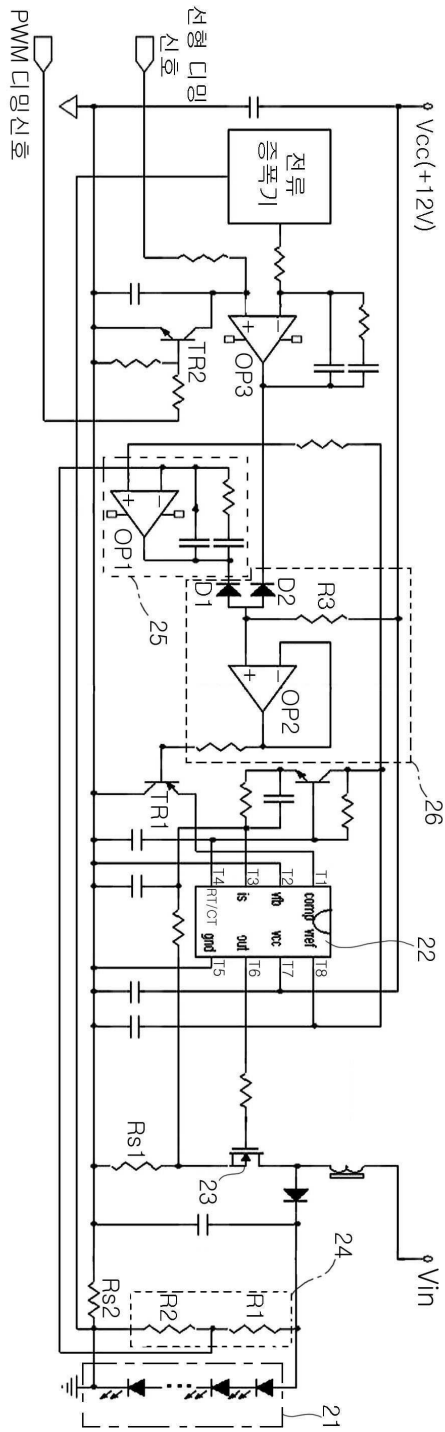 Vcc(+12V)
선형 디밍
신호
PWM 디밍신호
전류
증폭기
OP3
TR2
OP1
25
D2
D1
R3
OP2
26
TR1
T1
T2
T3
T4
comp
vfb
is
RT/CT
vref
vcc
out
gnd
T8
T7
T6
T5
22
Vin
23
Rs1
24
R1
R2
Rs2
21